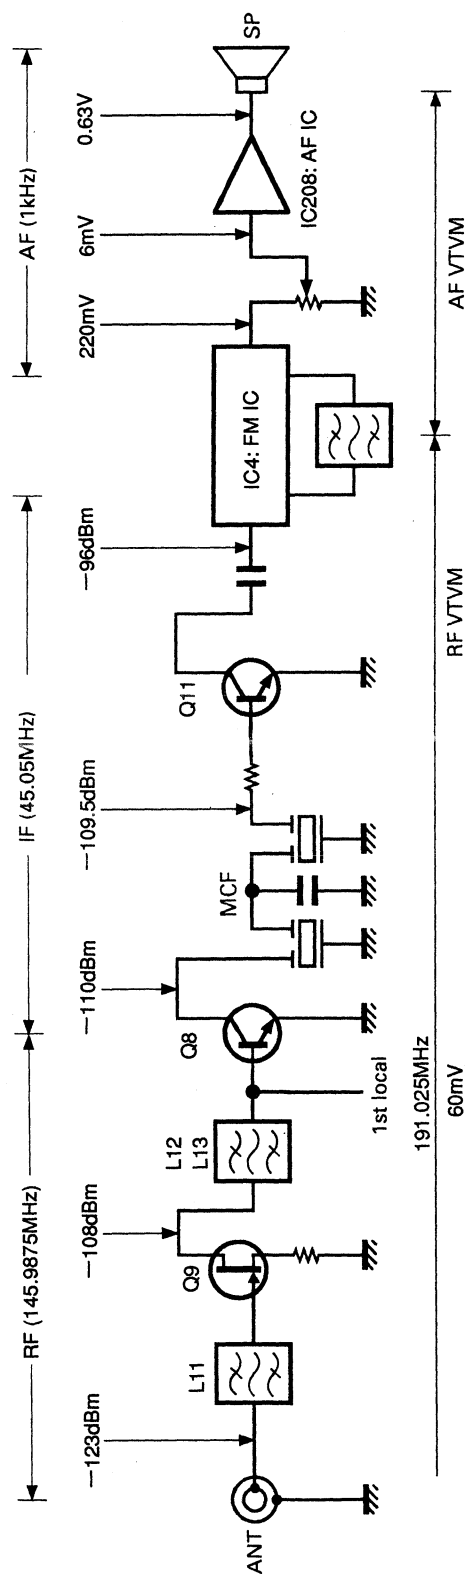 RF (145.9875MHz)
IF (45.05MHz)
AF (1kHz)
—123dBm
—108dBm
—110dBm
—109.5dBm
—96dBm
220mV
6mV
0.63V
ANT
L11
Q9
L12
L13
Q8
MCF
Q11
IC4: FM IC
IC208: AF IC
SP
1st local
191.025MHz
60mV
RF VTVM
AF VTVM